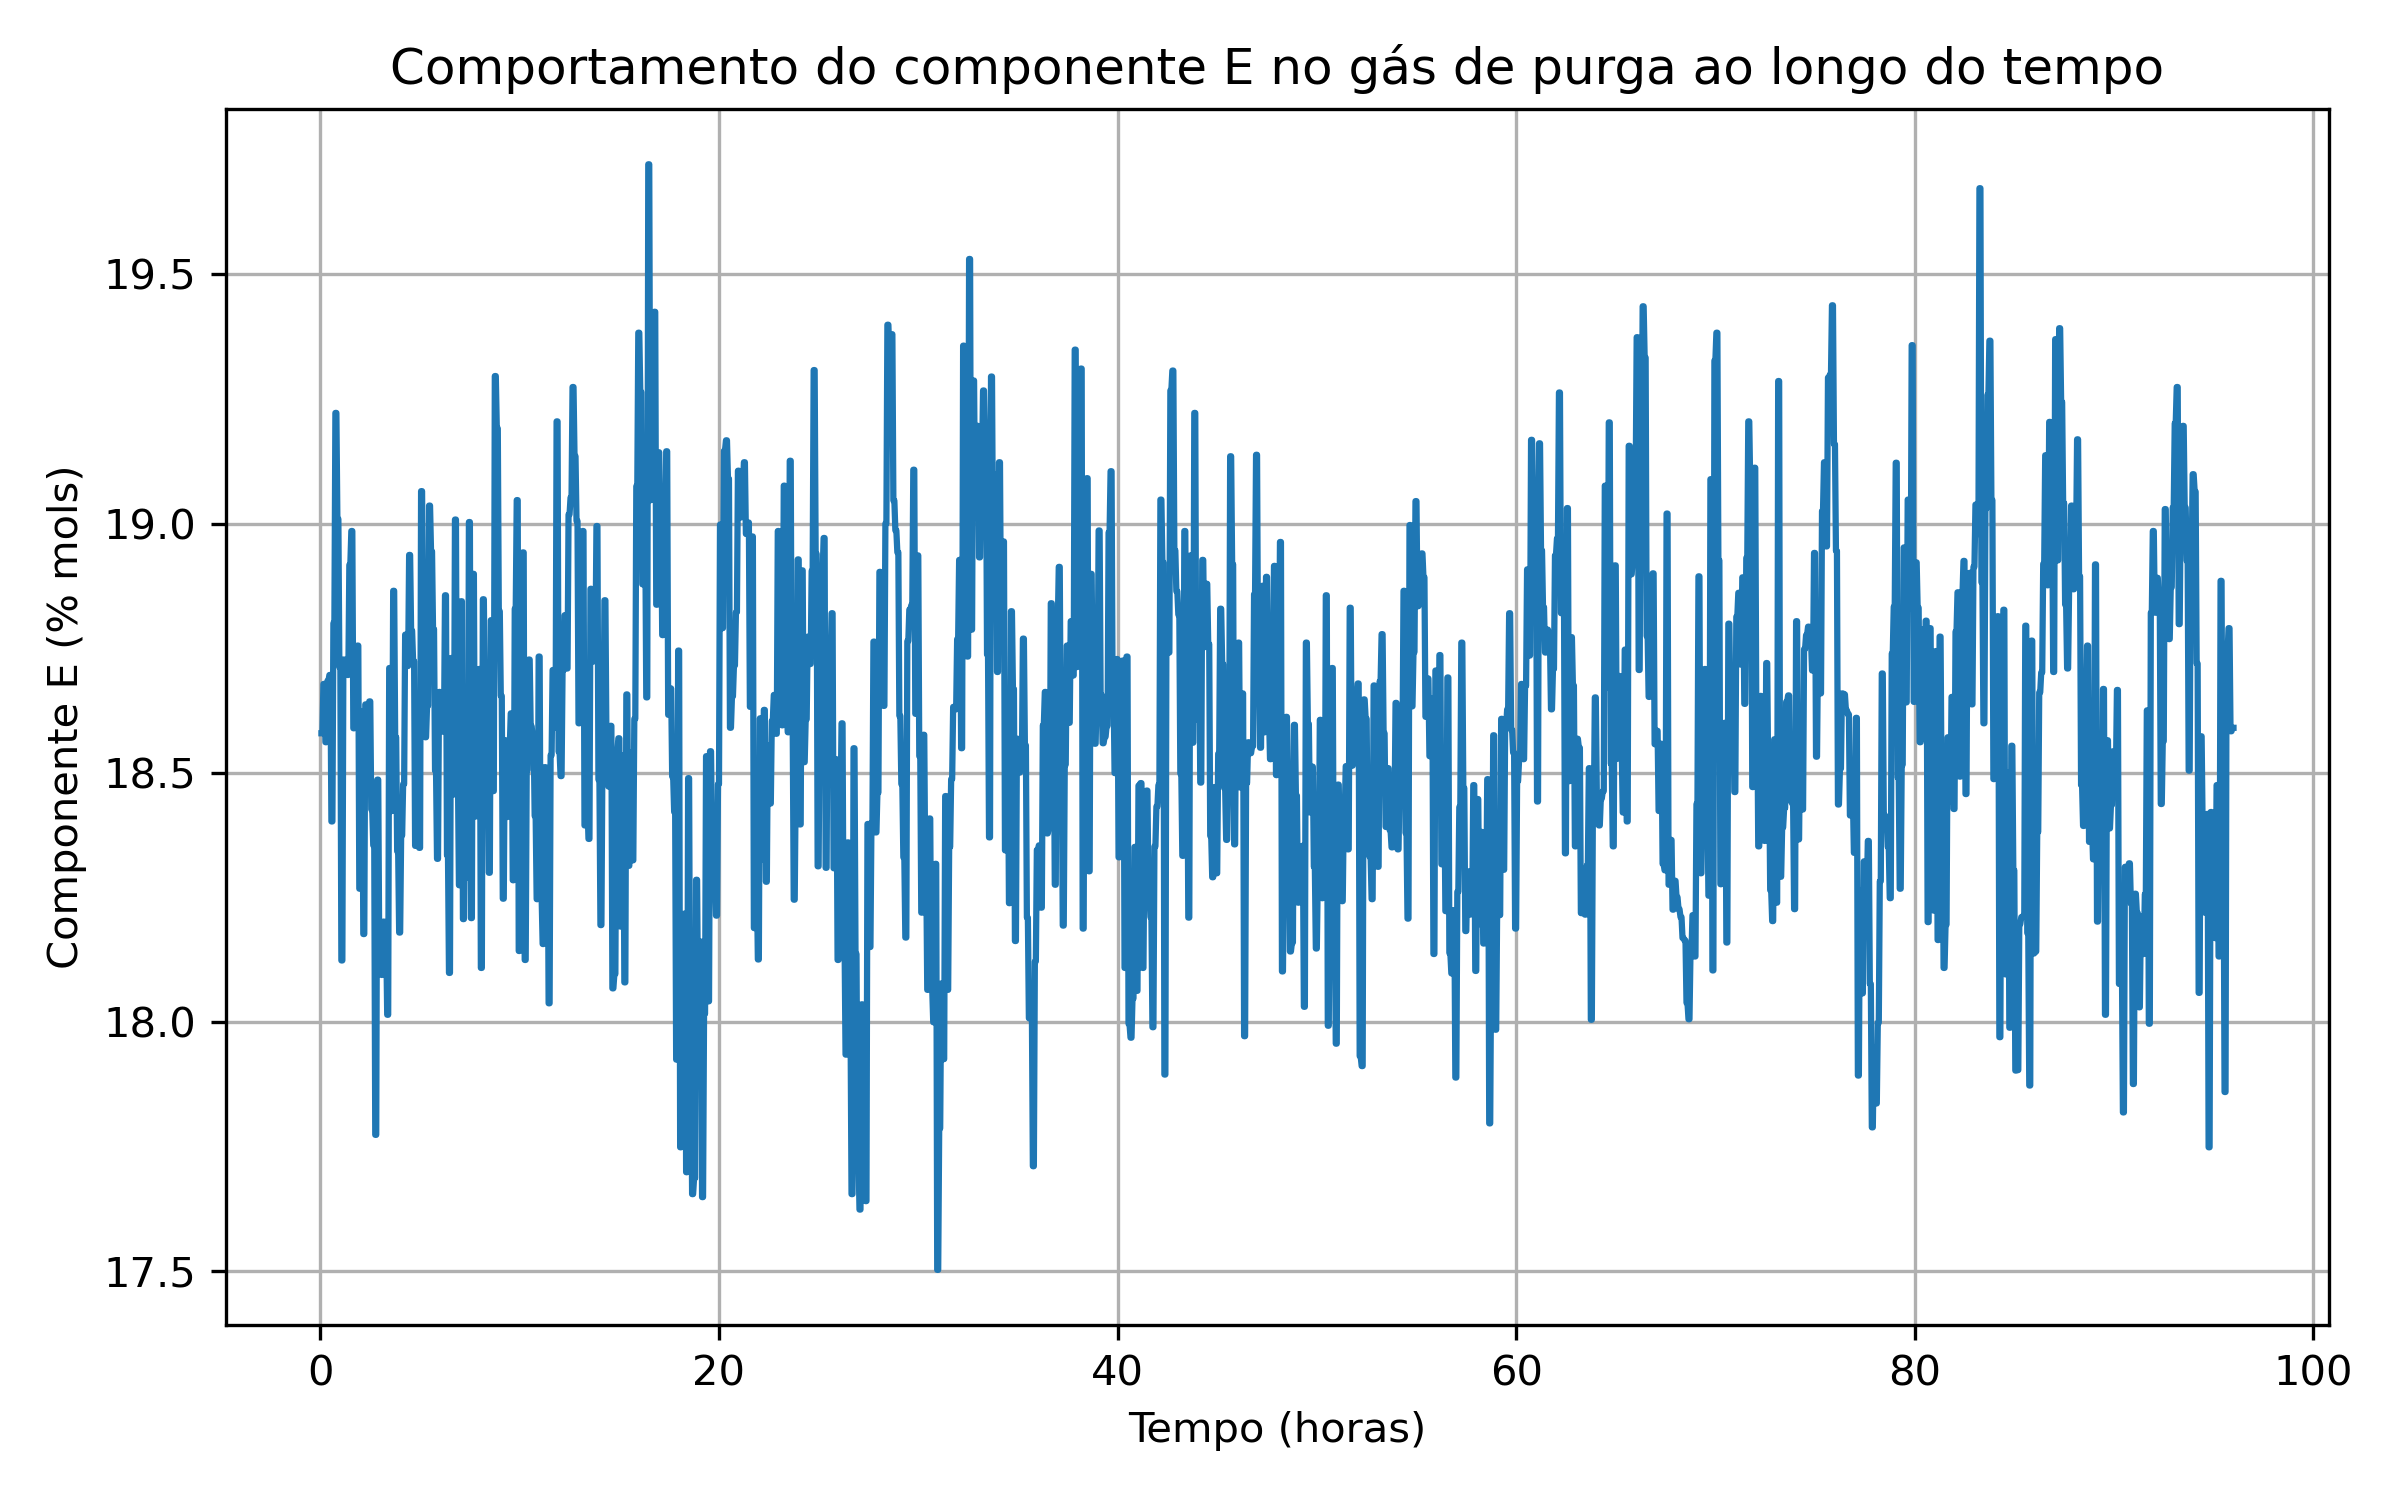 Comportamento do componente E no gás de purga ao longo do tempo
Componente E (% mols)
19.5
19.0
18.5
18.0
17.5
0 20 40 60 80 100
Tempo (horas)